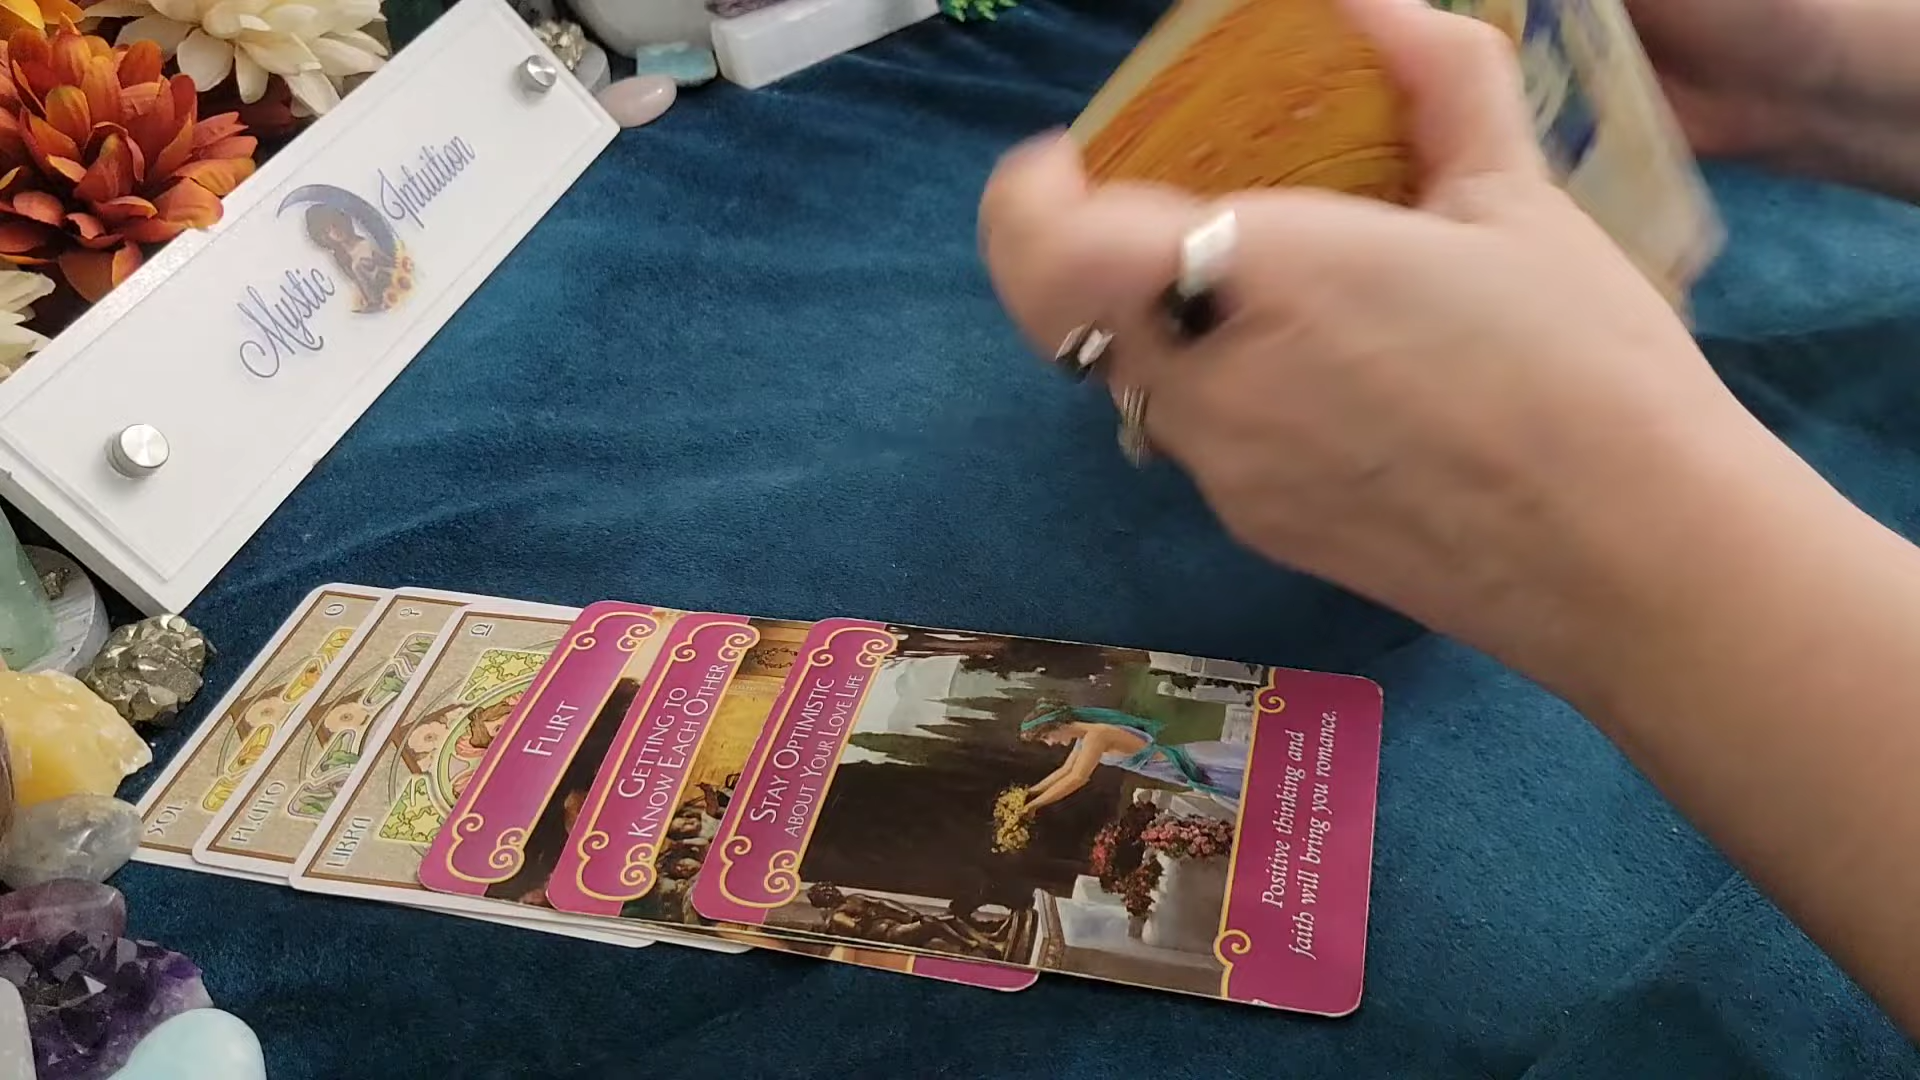 Mystic Intuition
SOL
PLUTO
LIBRA
FLIRT
GETTING TO
KNOW EACH OTHER
STAY OPTIMISTIC
ABOUT YOUR LOVE LIFE
Positive thinking and
faith will bring you romance.